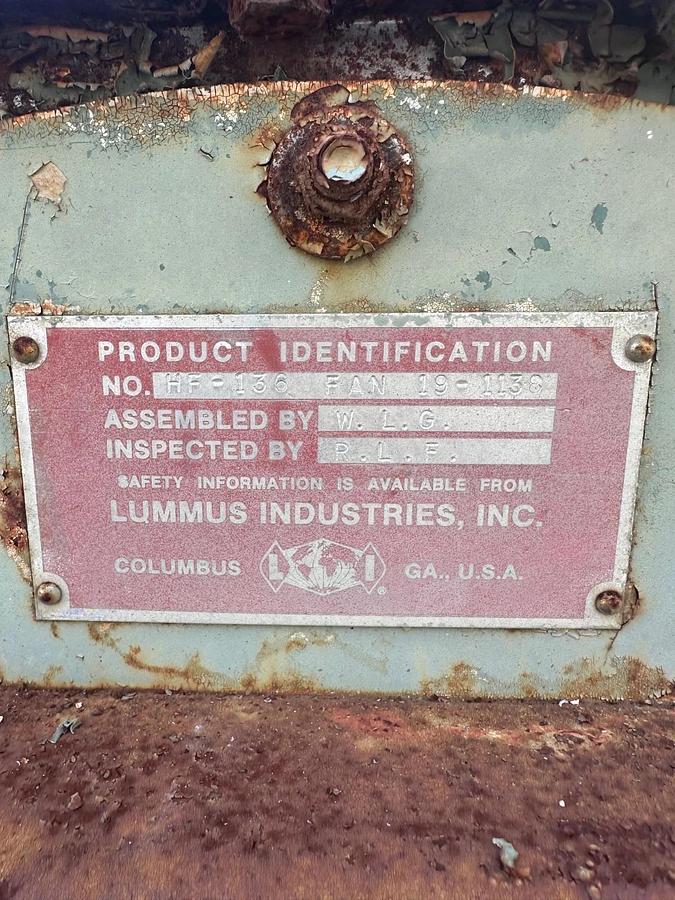 PRODUCT IDENTIFICATION
NO. HF-136 FAN 19-1138
ASSEMBLED BY W.L.G.
INSPECTED BY R.L.F.
SAFETY INFORMATION IS AVAILABLE FROM
LUMMUS INDUSTRIES, INC.
COLUMBUS L I ® GA., U.S.A.